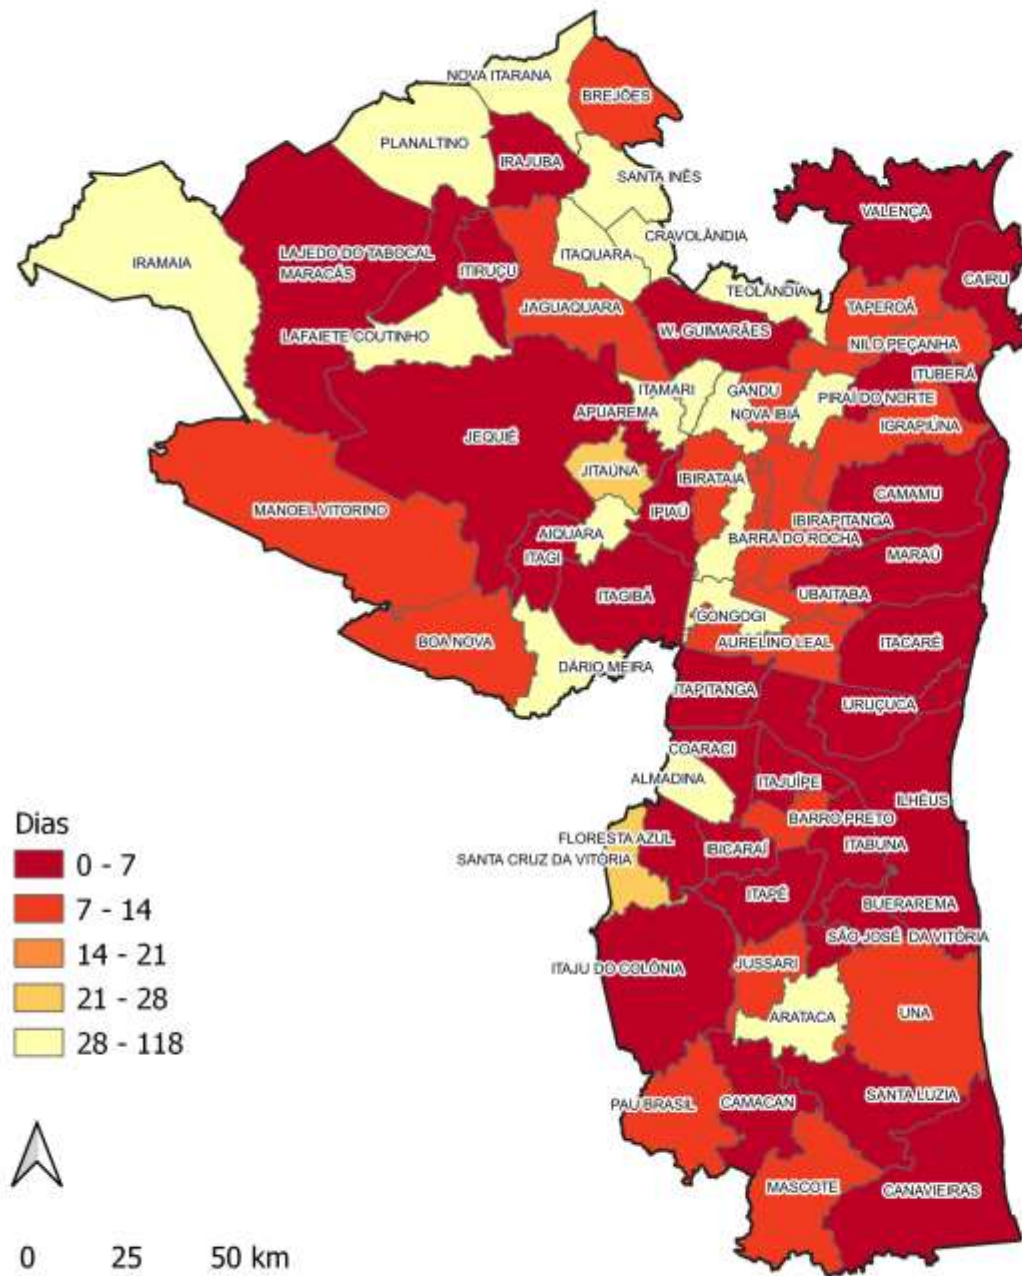 NOVA ITARANA
BREJÕES
PLANALTINO
IRAJUBA
SANTA INÊS
VALENÇA
CRAVOLÂNDIA
LAJEDO DO TABOCAL
ITAQUARA
IRAMAIA
MARACÁS
ITIRUÇU
CAIRU
TEOLÂNDIA
JAGUAQUARA
TAPEROÁ
W. GUIMARÃES
LAFAIETE COUTINHO
NILO PEÇANHA
ITUBERÁ
ITAMARI
GANDU
PIRAÍ DO NORTE
APUAREMA
NOVA IBIÁ
IGRAPIÚNA
JEQUIÉ
JITAÚNA
IBIRATAIA
CAMAMU
MANOEL VITORINO
IPIAÚ
IBIRAPITANGA
AIQUARA
BARRA DO ROCHA
ITAGI
MARAÚ
ITAGIBÁ
UBAITABA
GONGOGI
BOA NOVA
AURELINO LEAL
ITACARÉ
DÁRIO MEIRA
ITAPITANGA
URUÇUCA
COARACI
ALMADINA
ITAJUÍPE
ILHÉUS
BARRO PRETO
FLORESTA AZUL
IBICARAÍ
ITABUNA
SANTA CRUZ DA VITÓRIA
ITAPÉ
BUERAREMA
SÃO JOSÉ DA VITÓRIA
ITAJU DO COLÔNIA
JUSSARI
ARATACA
UNA
SANTA LUZIA
PAU BRASIL
CAMACAN
MASCOTE
CANAVIEIRAS
Dias
0 - 7
7 - 14
14 - 21
21 - 28
28 - 118
0 25 50 km